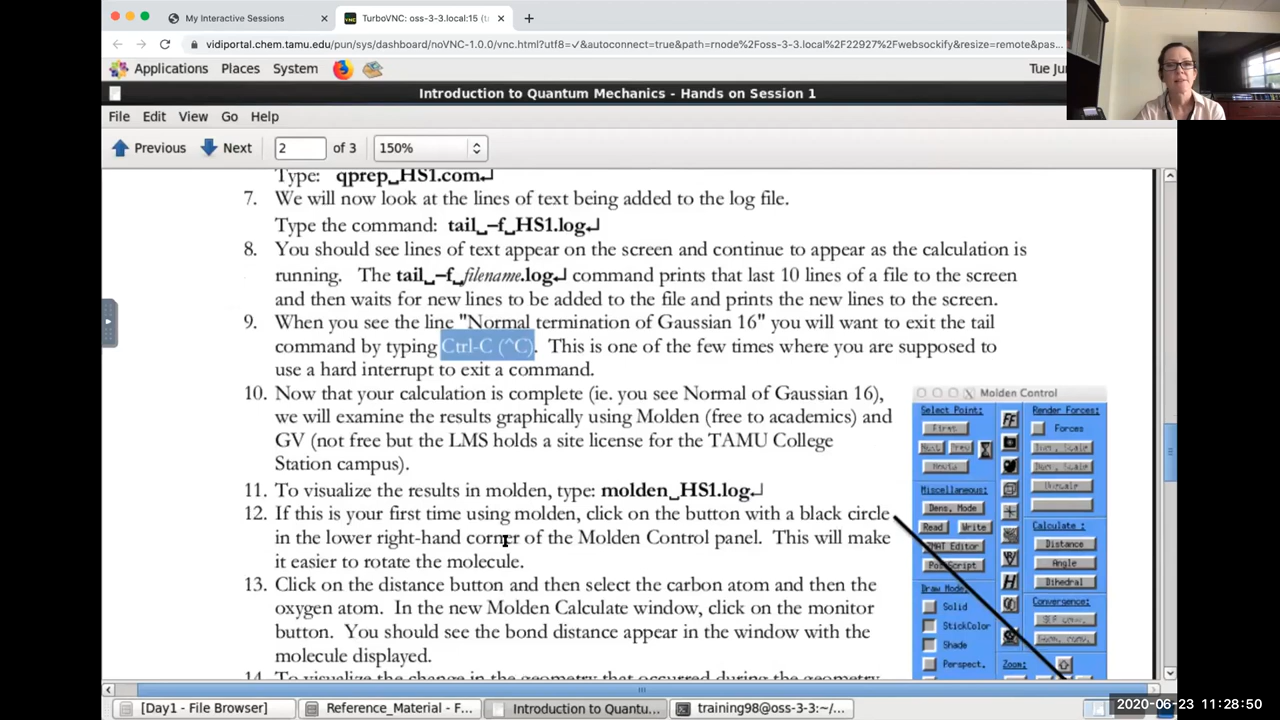 My Interactive Sessions
TurboVNC: oss-3-3.local:15 (t
vidiportal.chem.tamu.edu/pun/sys/dashboard/noVNC-1.0.0/vnc.html?utf8=✓&autoconnect=true&path=rnode%2Foss-3-3.local%2F22927%2Fwebsockify&resize=remote&pas...
Applications Places System
Tue Ju
Introduction to Quantum Mechanics - Hands on Session 1
File Edit View Go Help
Previous Next 2 of 3 150%
Type: qprep␣HS1.com↵
7. We will now look at the lines of text being added to the log file.
Type the command: tail␣–f␣HS1.log↵
8. You should see lines of text appear on the screen and continue to appear as the calculation is
running. The tail␣–f␣filename.log↵ command prints that last 10 lines of a file to the screen
and then waits for new lines to be added to the file and prints the new lines to the screen.
9. When you see the line "Normal termination of Gaussian 16" you will want to exit the tail
command by typing Ctrl-C (^C). This is one of the few times where you are supposed to
use a hard interrupt to exit a command.
10. Now that your calculation is complete (ie. you see Normal of Gaussian 16),
we will examine the results graphically using Molden (free to academics) and
GV (not free but the LMS holds a site license for the TAMU College
Station campus).
11. To visualize the results in molden, type: molden␣HS1.log↵
12. If this is your first time using molden, click on the button with a black circle
in the lower right-hand corner of the Molden Control panel. This will make
it easier to rotate the molecule.
13. Click on the distance button and then select the carbon atom and then the
oxygen atom. In the new Molden Calculate window, click on the monitor
button. You should see the bond distance appear in the window with the
molecule displayed.
14. To visualize the change in the geometry that occurred during the geometry
Molden Control
Select Point: Render Forces:
First Forces
Next Prev
Miscellaneous:
Dens. Mode
Read Write
Calculate :
ZMAT Editor Distance
PostScript Angle
Dihedral
Draw Mode:
Convergence:
Solid
StickColor
Shade
Zoom:
Perspect.
[Day1 - File Browser]
Reference_Material - F...
Introduction to Quantu...
training98@oss-3-3:~/...
2020-06-23 11:28:50